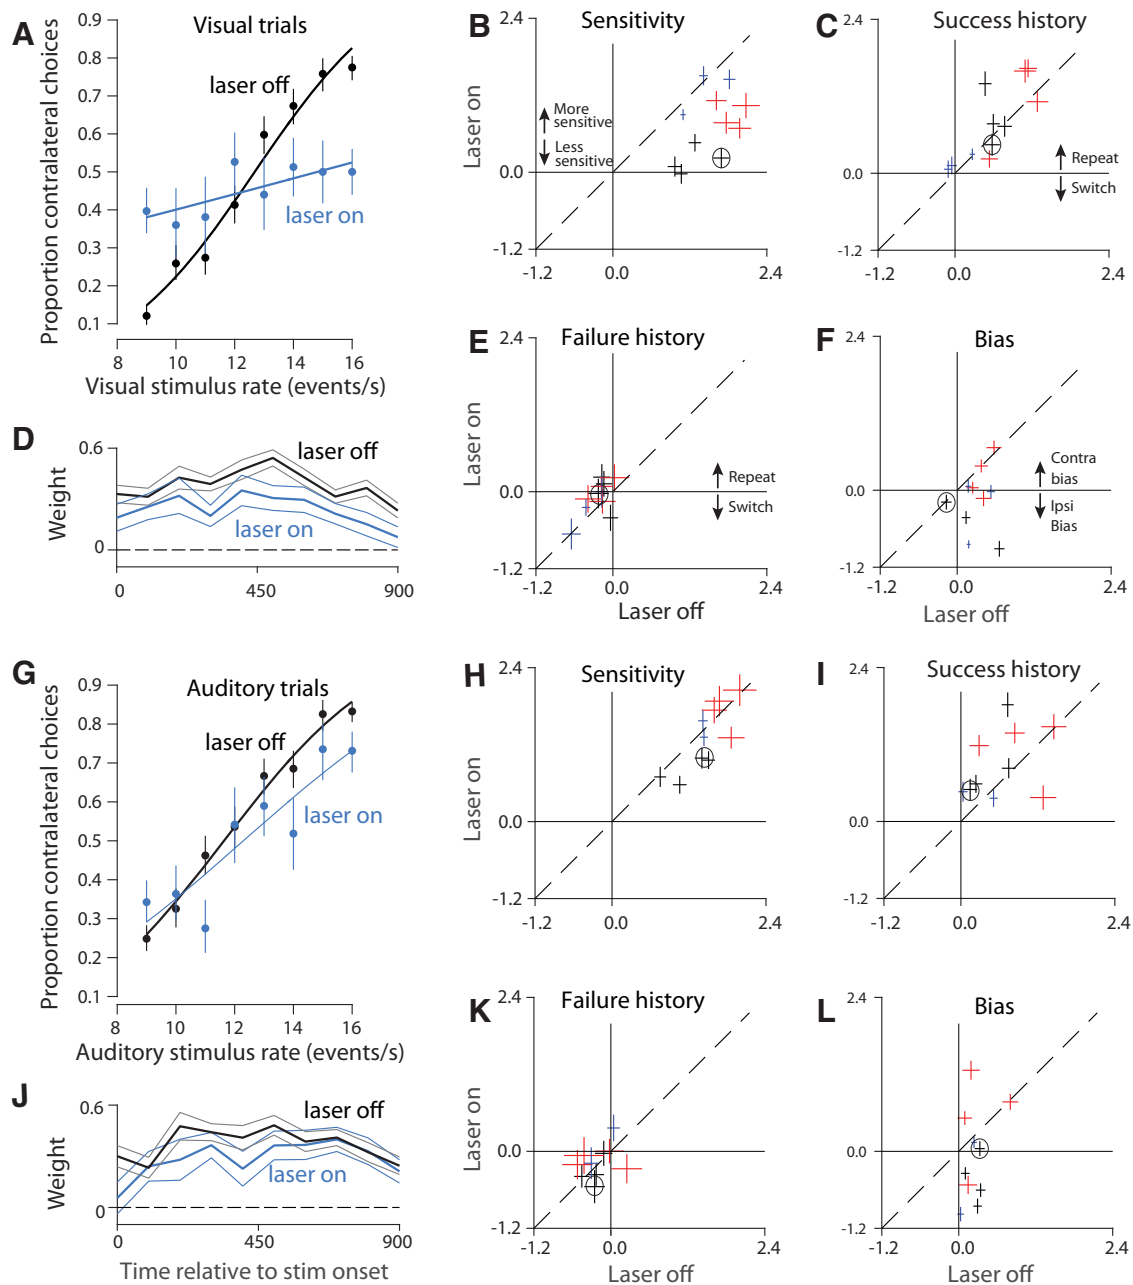 A
Visual trials
Proportion contralateral choices
0.9
0.8
0.7
0.6
0.5
0.4
0.3
0.2
0.1
laser off
laser on
8
10
12
14
16
Visual stimulus rate (events/s)
B
Sensitivity
Laser on
2.4
0.0
-1.2
More
sensitive
Less
sensitive
-1.2
0.0
2.4
C
Success history
2.4
0.0
-1.2
Repeat
Switch
-1.2
0.0
2.4
D
Weight
0.6
0
laser off
laser on
0
450
900
E
Failure history
Laser on
2.4
0.0
-1.2
Repeat
Switch
-1.2
0.0
2.4
Laser off
F
Bias
2.4
0.0
-1.2
Contra
bias
Ipsi
Bias
-1.2
0.0
2.4
Laser off
G
Auditory trials
Proportion contralateral choices
0.9
0.8
0.7
0.6
0.5
0.4
0.3
0.2
0.1
laser off
laser on
8
10
12
14
16
Auditory stimulus rate (events/s)
H
Sensitivity
Laser on
2.4
0.0
-1.2
-1.2
0.0
2.4
I
Success history
2.4
0.0
-1.2
-1.2
0.0
2.4
J
Weight
0.6
0
laser off
laser on
0
450
900
Time relative to stim onset
K
Failure history
Laser on
2.4
0.0
-1.2
-1.2
0.0
2.4
Laser off
L
Bias
2.4
0.0
-1.2
-1.2
0.0
2.4
Laser off